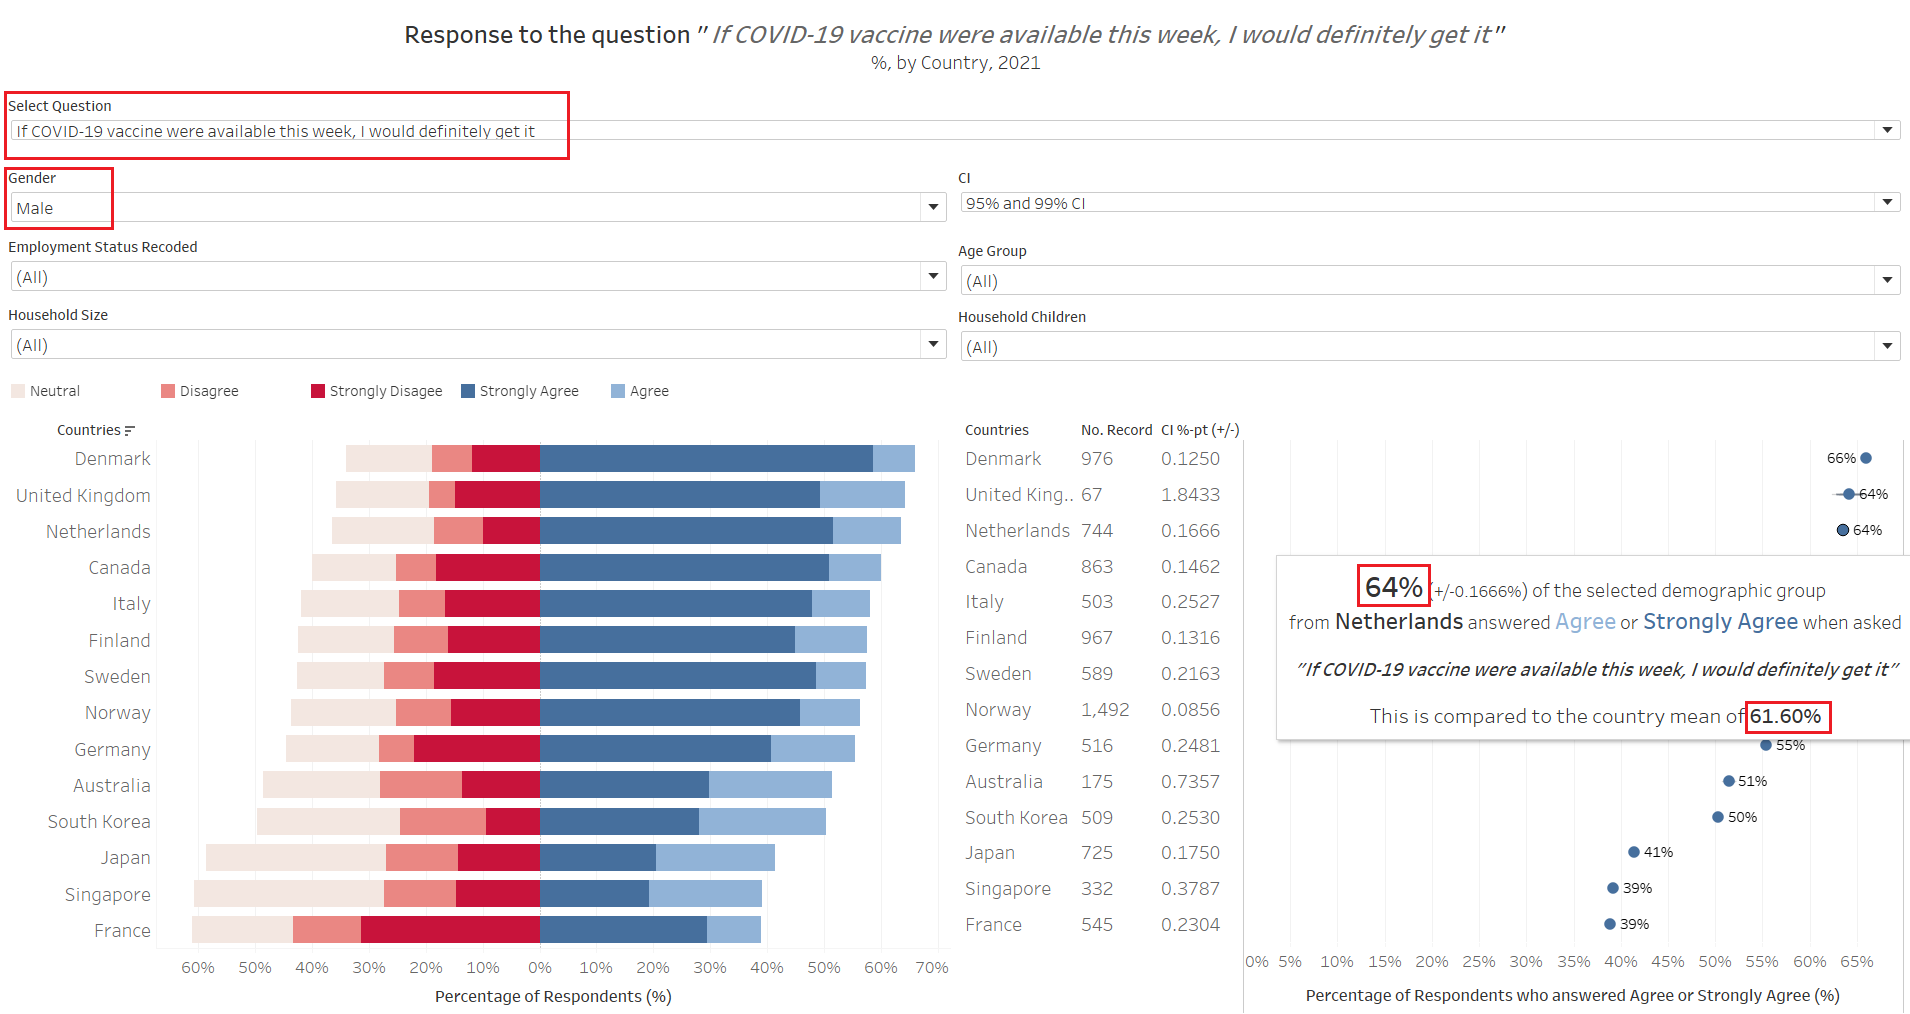 Response to the question " If COVID-19 vaccine were available this week, I would definitely get it"
%, by Country, 2021
Select Question
If COVID-19 vaccine were available this week, I would definitely get it
Gender
Male
CI
95% and 99% CI
Employment Status Recoded
(All)
Age Group
(All)
Household Size
(All)
Household Children
(All)
Neutral Disagree Strongly Disagee Strongly Agree Agree
Countries
Denmark
United Kingdom
Netherlands
Canada
Italy
Finland
Sweden
Norway
Germany
Australia
South Korea
Japan
Singapore
France
60% 50% 40% 30% 20% 10% 0% 10% 20% 30% 40% 50% 60% 70%
Percentage of Respondents (%)
Countries No. Record CI %-pt (+/-)
Denmark 976 0.1250 66%
United King.. 67 1.8433 64%
Netherlands 744 0.1666 64%
Canada 863 0.1462
Italy 503 0.2527
Finland 967 0.1316
Sweden 589 0.2163
Norway 1,492 0.0856
Germany 516 0.2481 55%
Australia 175 0.7357 51%
South Korea 509 0.2530 50%
Japan 725 0.1750 41%
Singapore 332 0.3787 39%
France 545 0.2304 39%
64% (+/-0.1666%) of the selected demographic group
from Netherlands answered Agree or Strongly Agree when asked
"If COVID-19 vaccine were available this week, I would definitely get it"
This is compared to the country mean of 61.60%
0% 5% 10% 15% 20% 25% 30% 35% 40% 45% 50% 55% 60% 65%
Percentage of Respondents who answered Agree or Strongly Agree (%)